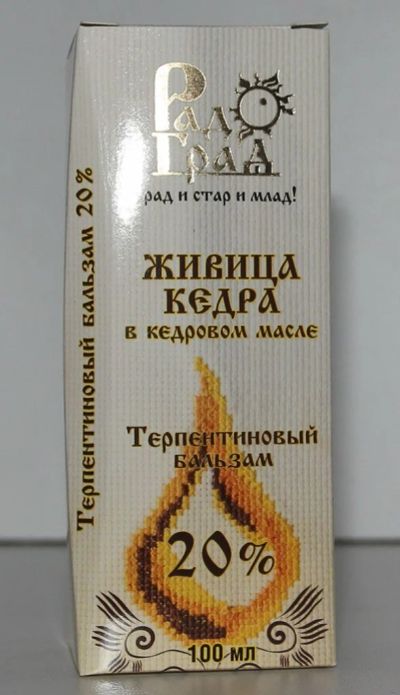 РадО
Град
рад и стар и млад!
Живица
кедра
в кедровом масле
Терпентиновый
бальзам
20%
100 мл
Терпентиновый бальзам 20%